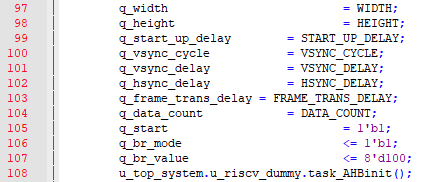 97 q_width = WIDTH;
98 q_height = HEIGHT;
99 q_start_up_delay = START_UP_DELAY;
100 q_vsync_cycle = VSYNC_CYCLE;
101 q_vsync_delay = VSYNC_DELAY;
102 q_hsync_delay = HSYNC_DELAY;
103 q_frame_trans_delay = FRAME_TRANS_DELAY;
104 q_data_count = DATA_COUNT;
105 q_start = 1'b1;
106 q_br_mode <= 1'b1;
107 q_br_value <= 8'd100;
108 u_top_system.u_riscv_dummy.task_AHBinit();